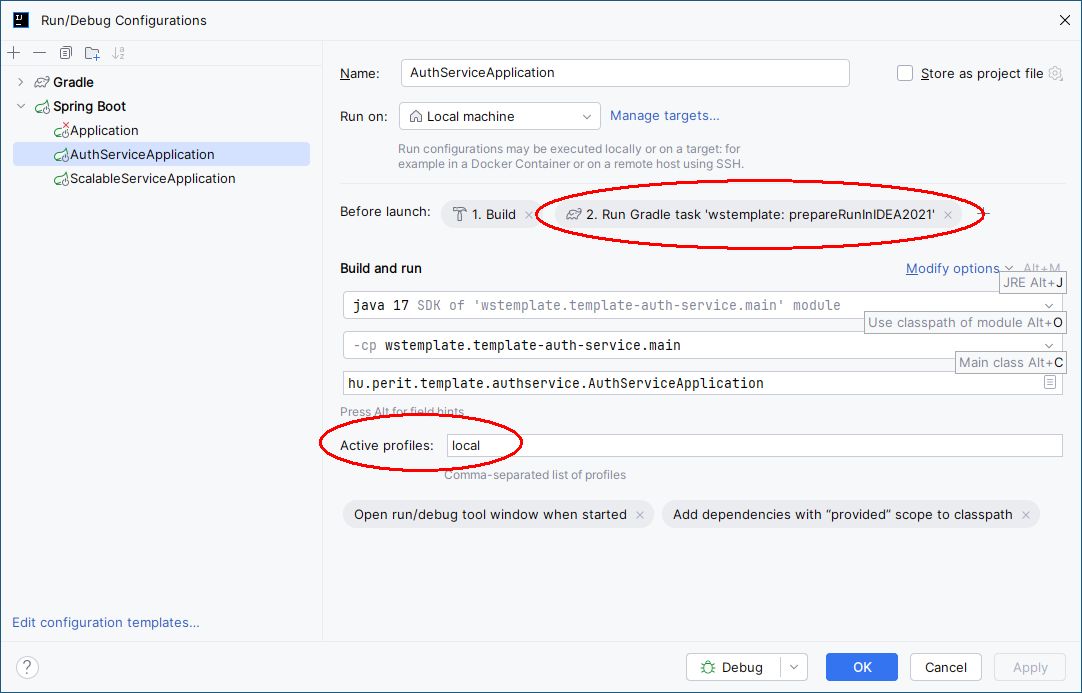 Run/Debug Configurations
Gradle
Spring Boot
Application
AuthServiceApplication
ScalableServiceApplication
Edit configuration templates...
Name: AuthServiceApplication
Store as project file
Run on: Local machine
Manage targets...
Run configurations may be executed locally or on a target: for
example in a Docker Container or on a remote host using SSH.
Before launch: 1. Build 2. Run Gradle task 'wstemplate: prepareRunInIDEA2021'
Build and run
Modify options Alt+M
JRE Alt+J
java 17 SDK of 'wstemplate.template-auth-service.main' module
Use classpath of module Alt+O
-cp wstemplate.template-auth-service.main
Main class Alt+C
hu.perit.template.authservice.AuthServiceApplication
Press Alt for field hints
Active profiles: local
Comma-separated list of profiles
Open run/debug tool window when started
Add dependencies with “provided” scope to classpath
?
Debug
OK
Cancel
Apply